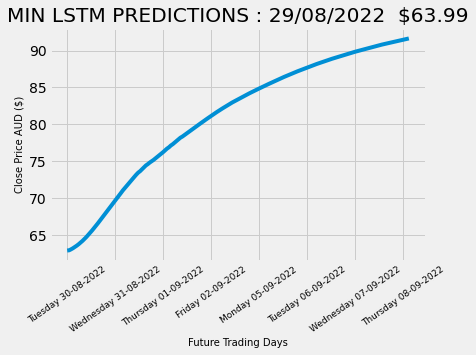 MIN LSTM PREDICTIONS : 29/08/2022 $63.99
Close Price AUD ($)
90
85
80
75
70
65
Tuesday 30-08-2022
Wednesday 31-08-2022
Thursday 01-09-2022
Friday 02-09-2022
Monday 05-09-2022
Tuesday 06-09-2022
Wednesday 07-09-2022
Thursday 08-09-2022
Future Trading Days